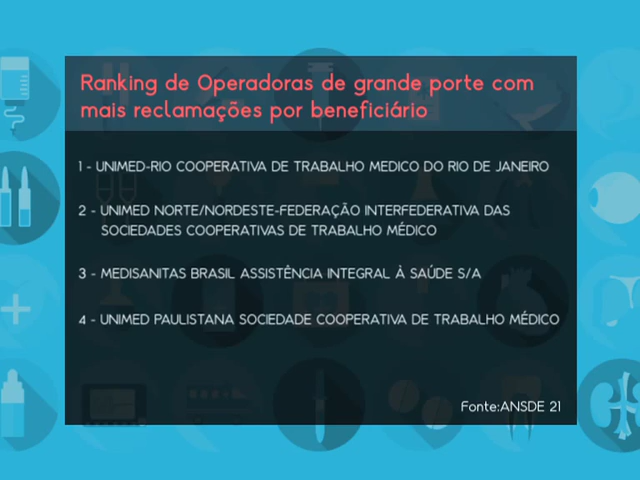 Ranking de Operadoras de grande porte com
mais reclamações por beneficiário
1 - UNIMED-RIO COOPERATIVA DE TRABALHO MEDICO DO RIO DE JANEIRO
2 - UNIMED NORTE/NORDESTE-FEDERAÇÃO INTERFEDERATIVA DAS
SOCIEDADES COOPERATIVAS DE TRABALHO MÉDICO
3 - MEDISANITAS BRASIL ASSISTÊNCIA INTEGRAL À SAÚDE S/A
4 - UNIMED PAULISTANA SOCIEDADE COOPERATIVA DE TRABALHO MÉDICO
Fonte:ANSDE 21